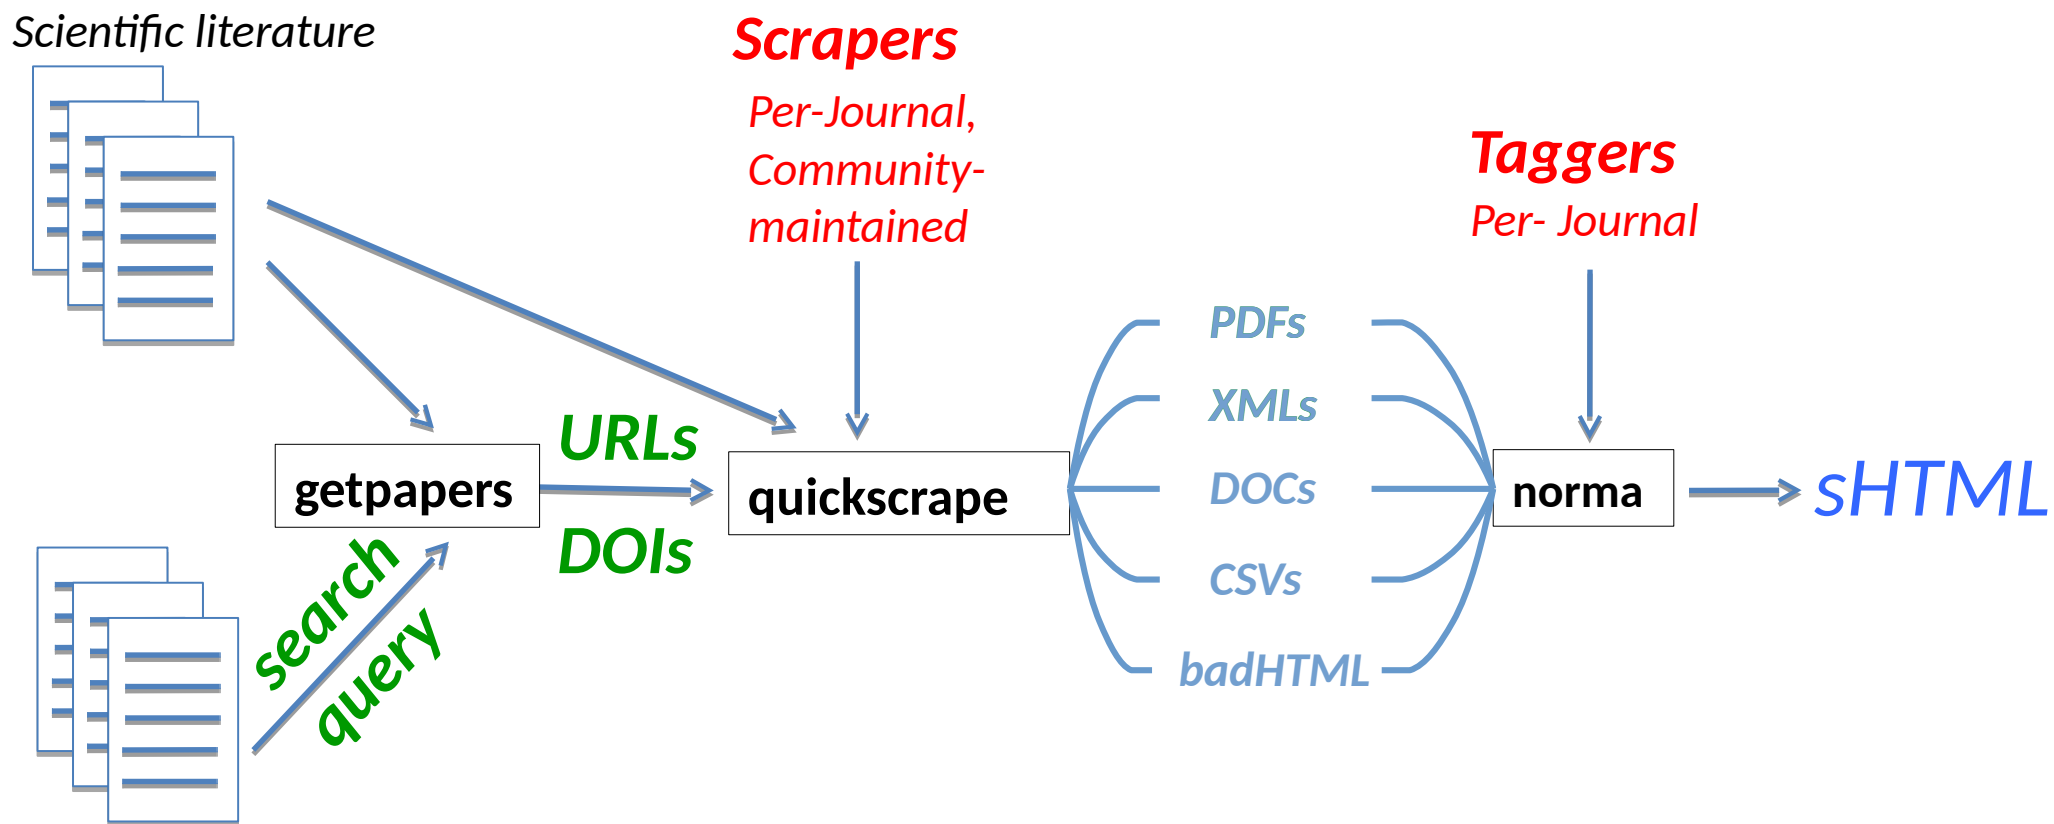 Scientific literature
Scrapers
Per-Journal,
Community-
maintained
Taggers
Per- Journal
PDFs
XMLs
DOCs
CSVs
badHTML
URLs
getpapers
quickscrape
norma
sHTML
DOIs
search
query